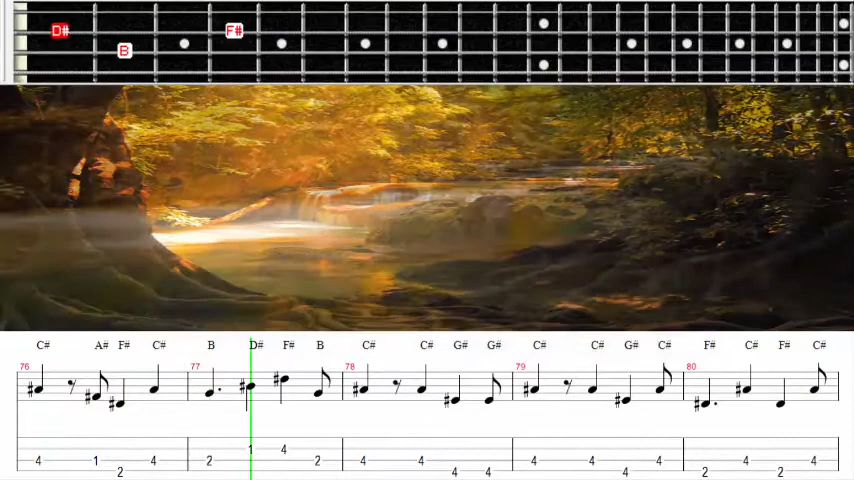 D# F#
B
C# A# F# C# B D# F# B C# C# G# G# C# C# G# C# F# C# F# C#
76 77 78 79 80
1 4
4 1 4 2 2 4 4 4 4 4 4 4
2 4 4 4 2 2